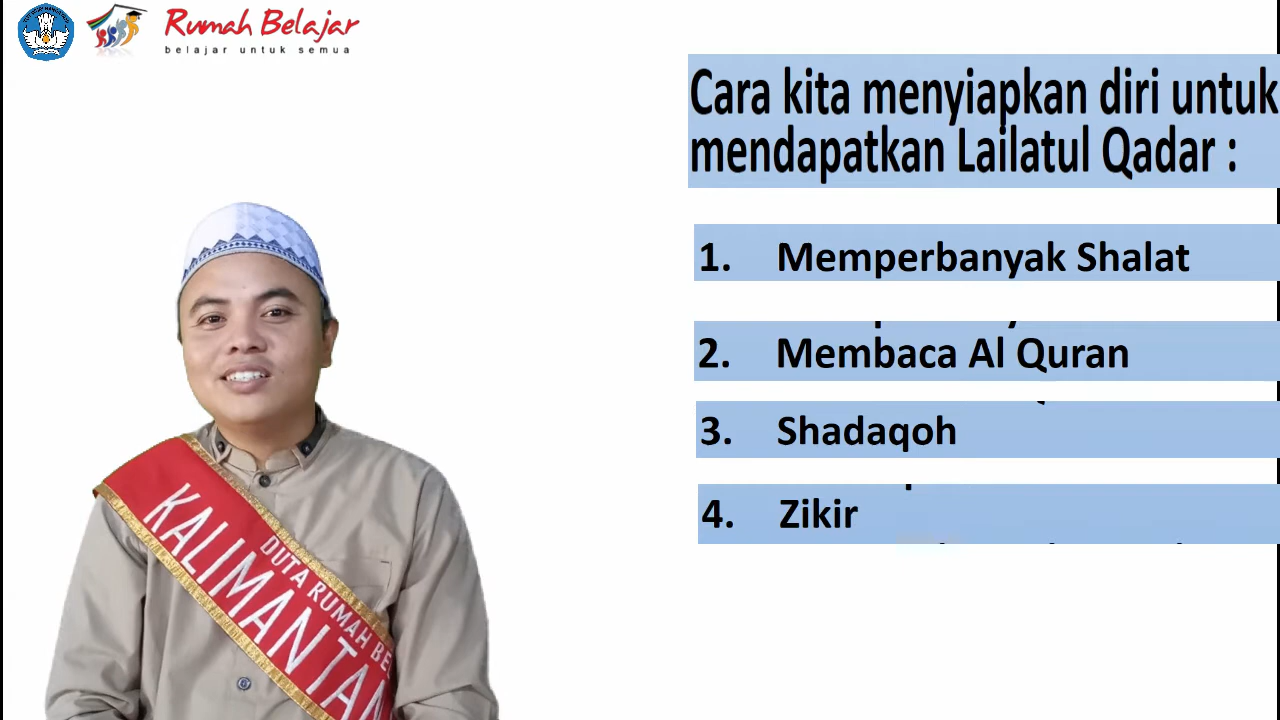 Rumah Belajar
belajar untuk semua
Cara kita menyiapkan diri untuk
mendapatkan Lailatul Qadar :
1. Memperbanyak Shalat
2. Membaca Al Quran
3. Shadaqoh
4. Zikir
DUTA RUMAH BE
KALIMANTAN